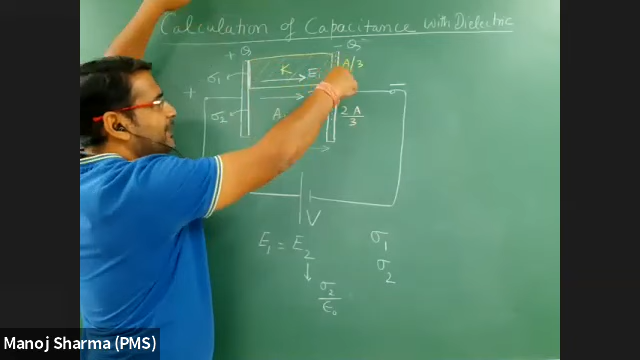 Calculation of Capacitance with Dielectric
+ Q
- Q
σ1
K
E1
A/3
+
-
σ2
A
2A/3
V
E1 = E2
σ1
σ2
↓
σ2/ε0
Manoj Sharma (PMS)